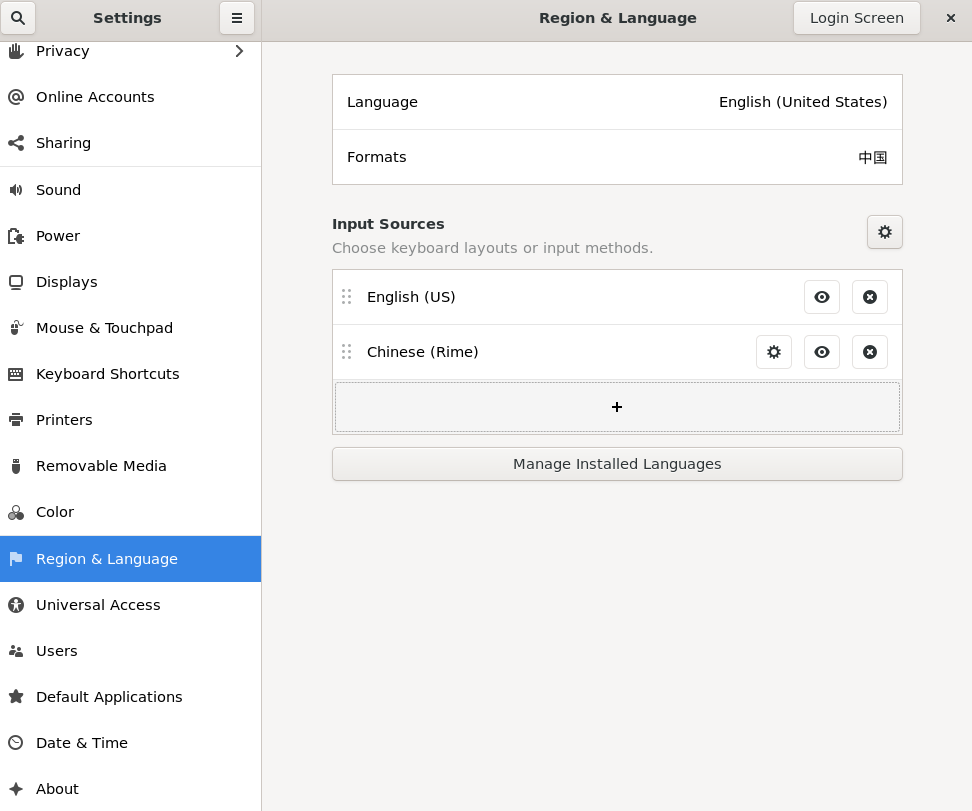 Settings
Region & Language
Login Screen
Privacy
Online Accounts
Sharing
Sound
Power
Displays
Mouse & Touchpad
Keyboard Shortcuts
Printers
Removable Media
Color
Region & Language
Universal Access
Users
Default Applications
Date & Time
About
Language English (United States)
Formats 中国
Input Sources
Choose keyboard layouts or input methods.
English (US)
Chinese (Rime)
Manage Installed Languages